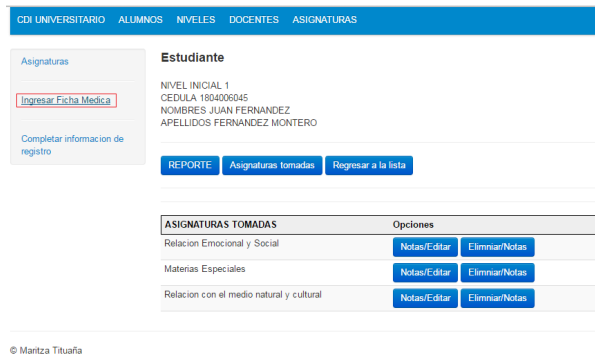 CDI UNIVERSITARIO ALUMNOS NIVELES DOCENTES ASIGNATURAS
Asignaturas
Ingresar Ficha Medica
Completar informacion de
registro
Estudiante
NIVEL INICIAL 1
CEDULA 1804006045
NOMBRES JUAN FERNANDEZ
APELLIDOS FERNANDEZ MONTERO
REPORTE Asignaturas tomadas Regresar a la lista
ASIGNATURAS TOMADAS Opciones
Relacion Emocional y Social Notas/Editar Elimniar/Notas
Materias Especiales Notas/Editar Elimniar/Notas
Relacion con el medio natural y cultural Notas/Editar Elimniar/Notas
© Maritza Tituaña